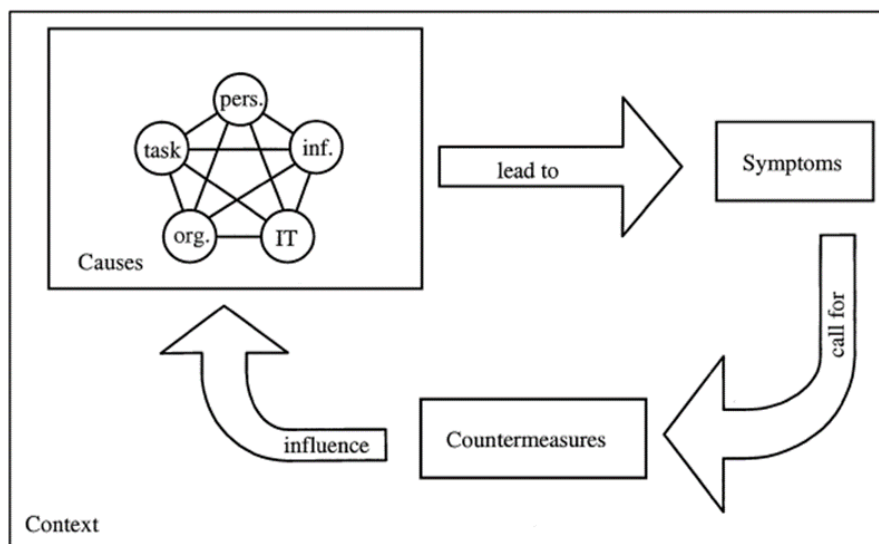 pers.
task
inf.
org.
IT
Causes
lead to
Symptoms
call for
Countermeasures
influence
Context